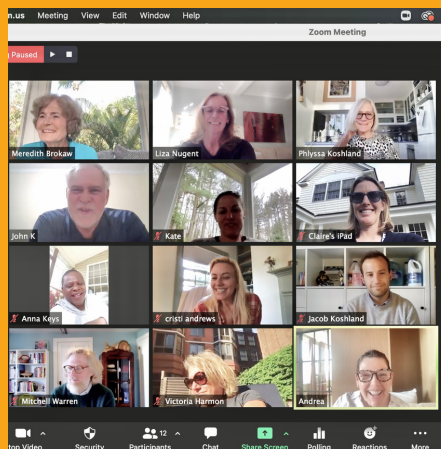 m.us Meeting View Edit Window Help
Zoom Meeting
g Paused
Meredith Brokaw Liza Nugent Phlyssa Koshland
John K Kate Claire's iPad
Anna Keys cristi andrews Jacob Koshland
Mitchell Warren Victoria Harmon Andrea
12
top Video Security Participants Chat Share Screen Polling Reactions More